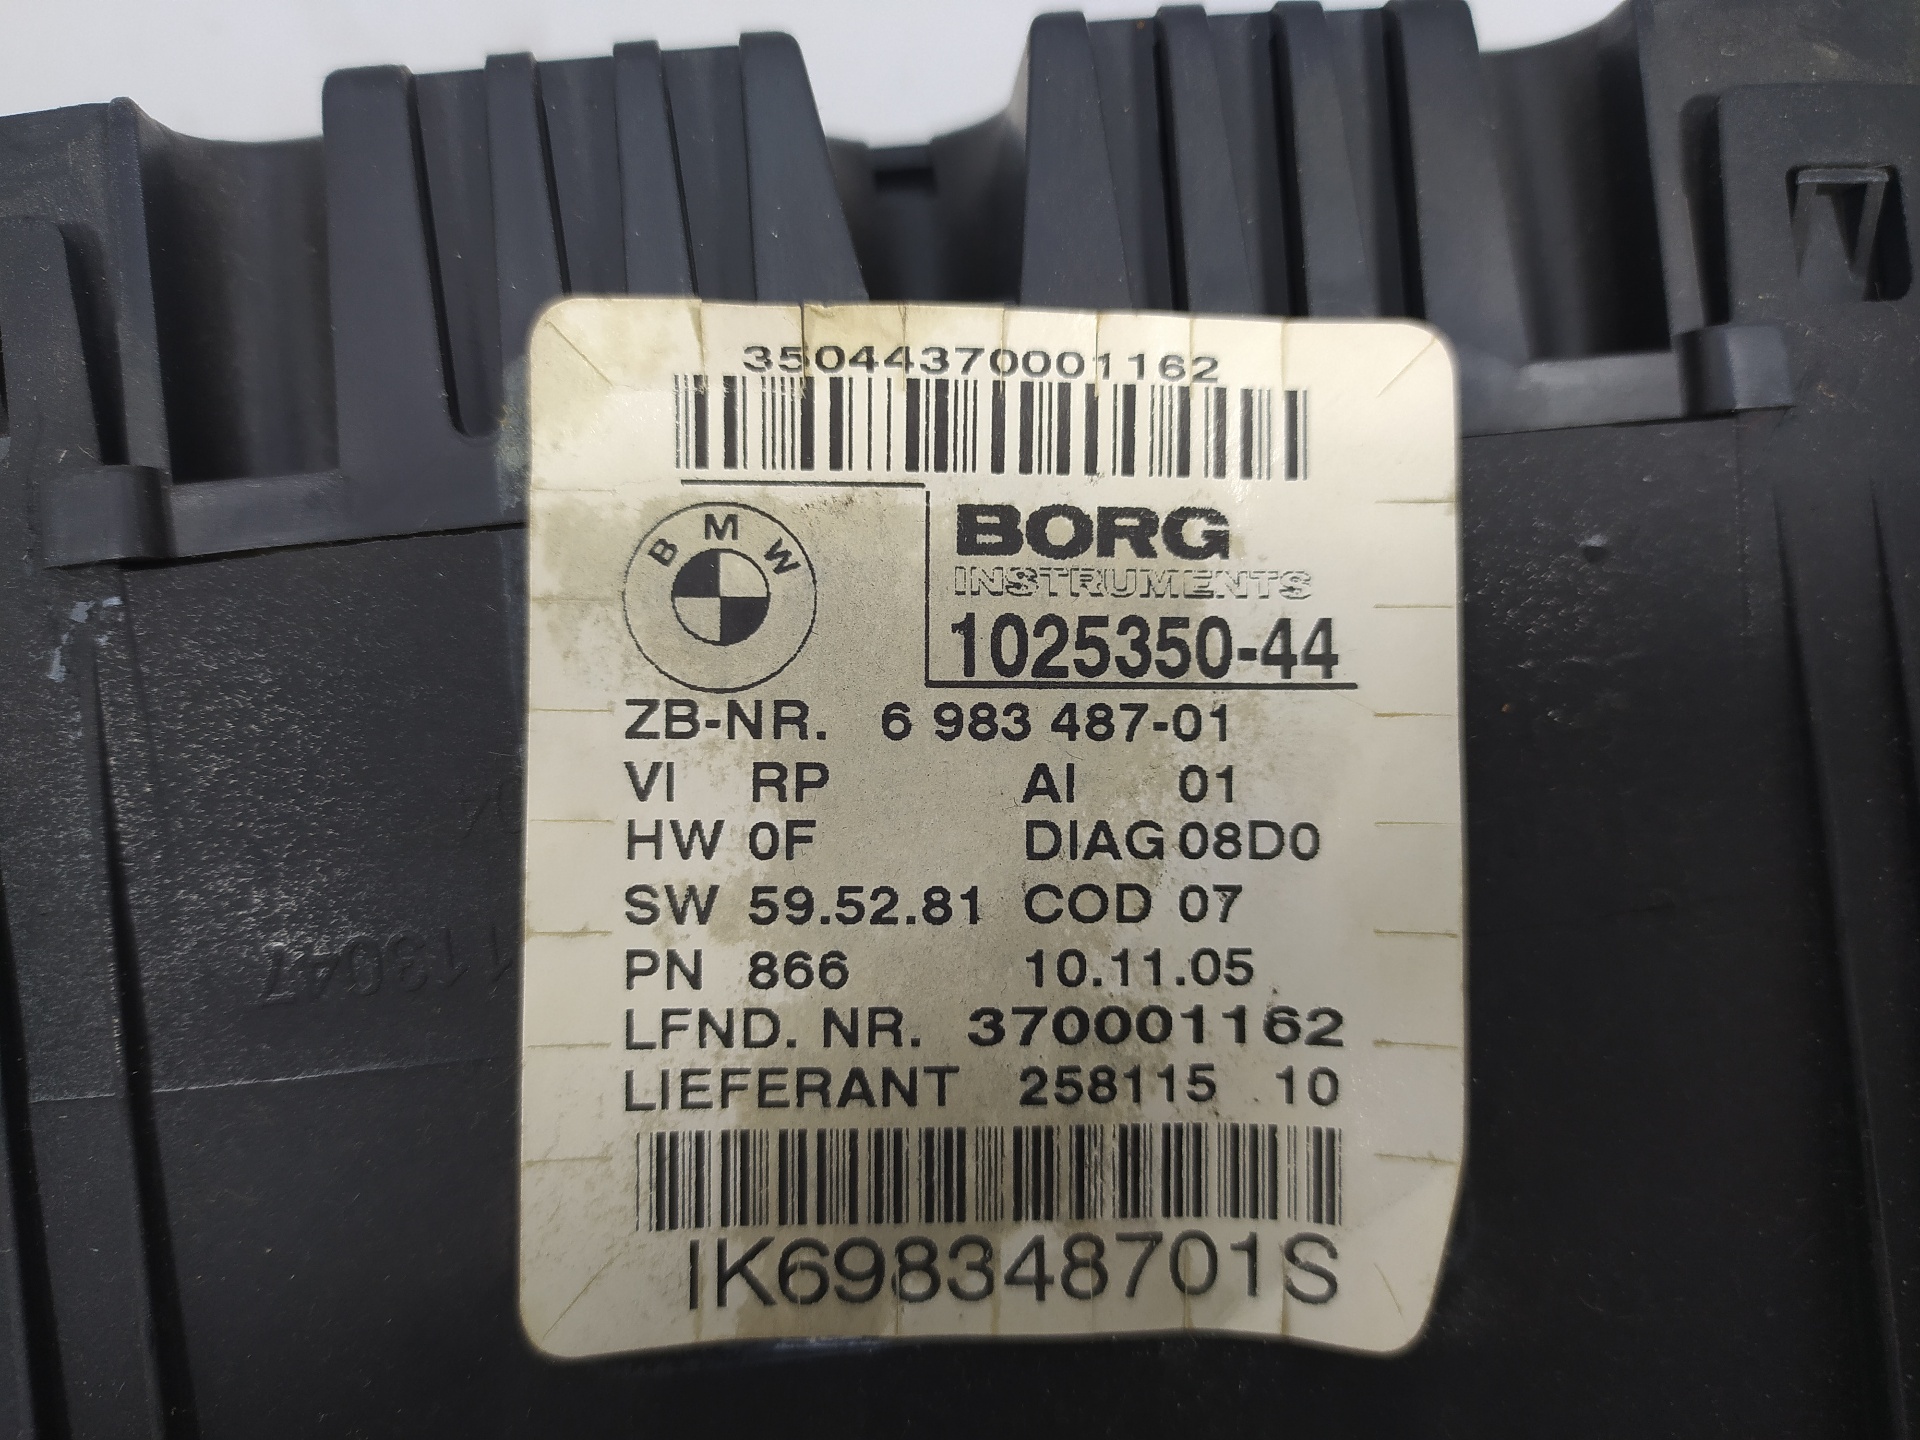 35044370001162
BMW
BORG
INSTRUMENTS
1025350-44
ZB-NR. 6 983 487-01
VI RP AI 01
HW 0F DIAG 08D0
SW 59.52.81 COD 07
PN 866 10.11.05
LFND. NR. 370001162
LIEFERANT 258115 10
IK698348701S